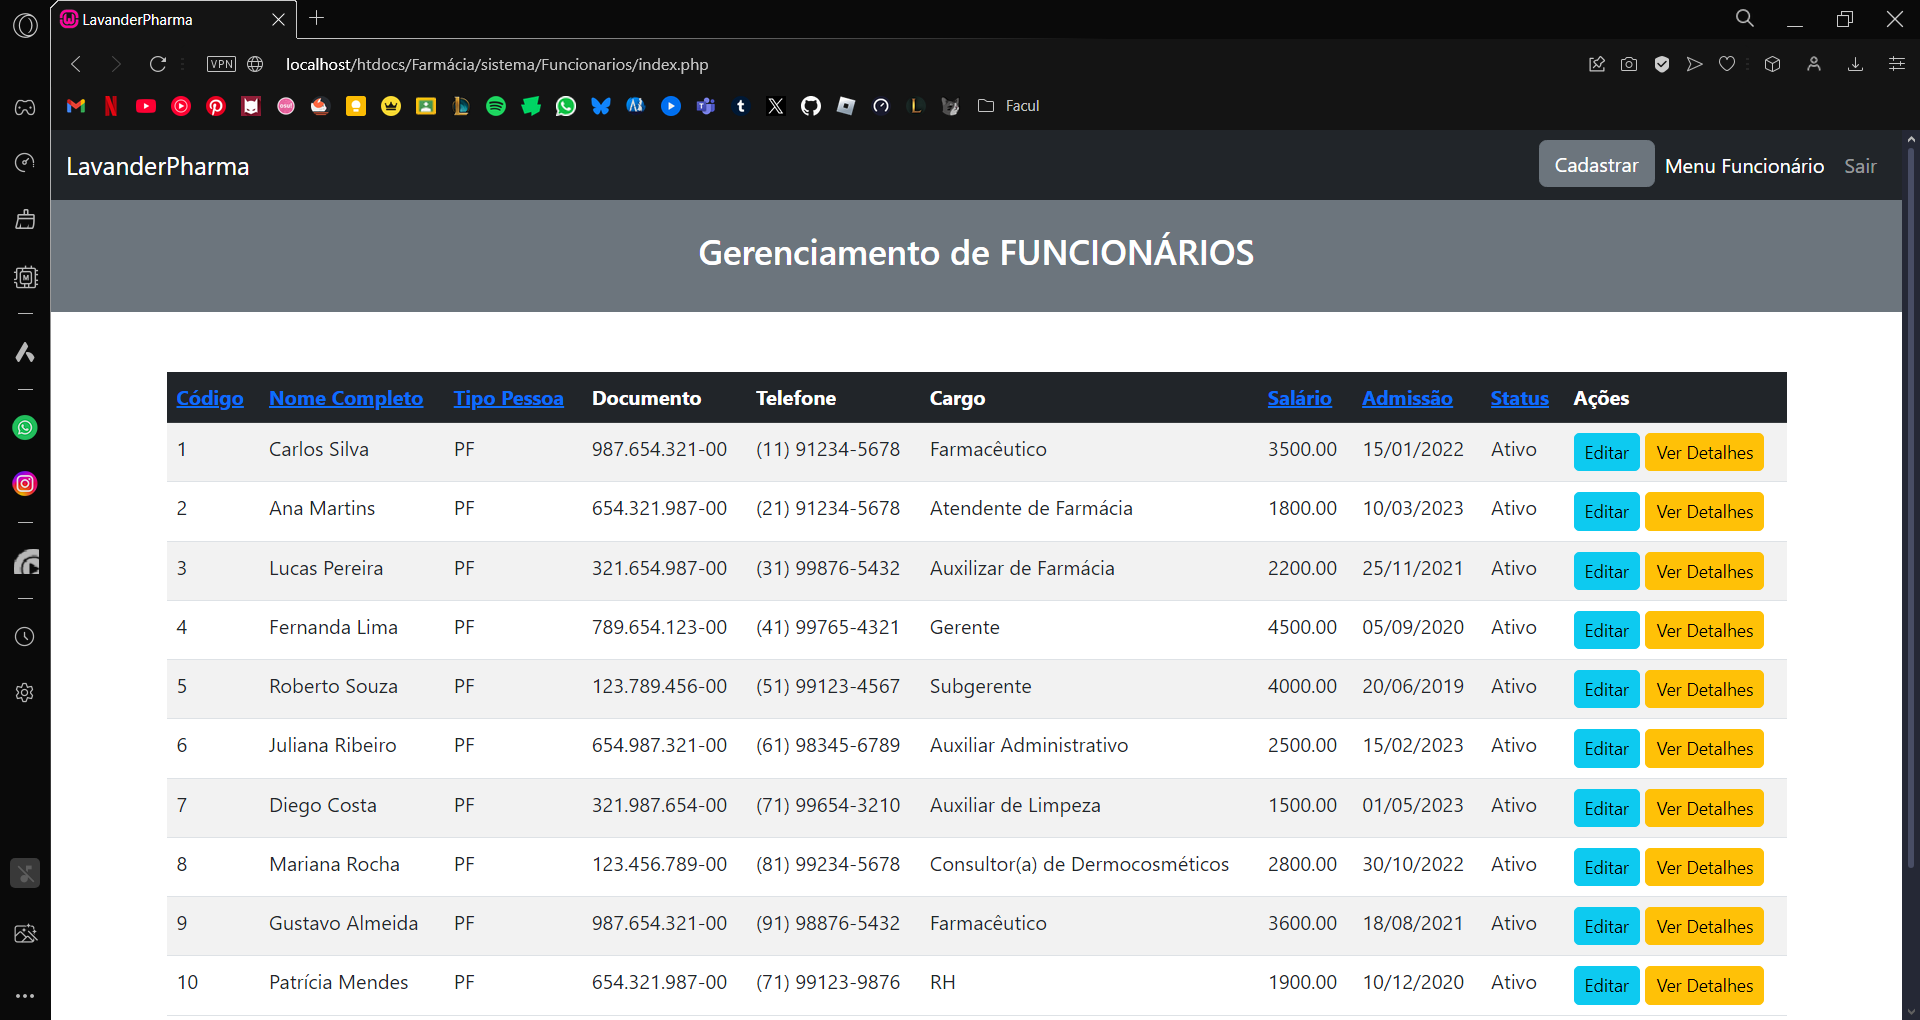 LavanderPharma
VPN
localhost/htdocs/Farmácia/sistema/Funcionarios/index.php
Facul
LavanderPharma Cadastrar Menu Funcionário Sair
Gerenciamento de FUNCIONÁRIOS
Código Nome Completo Tipo Pessoa Documento Telefone Cargo Salário Admissão Status Ações
1 Carlos Silva PF 987.654.321-00 (11) 91234-5678 Farmacêutico 3500.00 15/01/2022 Ativo Editar Ver Detalhes
2 Ana Martins PF 654.321.987-00 (21) 91234-5678 Atendente de Farmácia 1800.00 10/03/2023 Ativo Editar Ver Detalhes
3 Lucas Pereira PF 321.654.987-00 (31) 99876-5432 Auxilizar de Farmácia 2200.00 25/11/2021 Ativo Editar Ver Detalhes
4 Fernanda Lima PF 789.654.123-00 (41) 99765-4321 Gerente 4500.00 05/09/2020 Ativo Editar Ver Detalhes
5 Roberto Souza PF 123.789.456-00 (51) 99123-4567 Subgerente 4000.00 20/06/2019 Ativo Editar Ver Detalhes
6 Juliana Ribeiro PF 654.987.321-00 (61) 98345-6789 Auxiliar Administrativo 2500.00 15/02/2023 Ativo Editar Ver Detalhes
7 Diego Costa PF 321.987.654-00 (71) 99654-3210 Auxiliar de Limpeza 1500.00 01/05/2023 Ativo Editar Ver Detalhes
8 Mariana Rocha PF 123.456.789-00 (81) 99234-5678 Consultor(a) de Dermocosméticos 2800.00 30/10/2022 Ativo Editar Ver Detalhes
9 Gustavo Almeida PF 987.654.321-00 (91) 98876-5432 Farmacêutico 3600.00 18/08/2021 Ativo Editar Ver Detalhes
10 Patrícia Mendes PF 654.321.987-00 (71) 99123-9876 RH 1900.00 10/12/2020 Ativo Editar Ver Detalhes